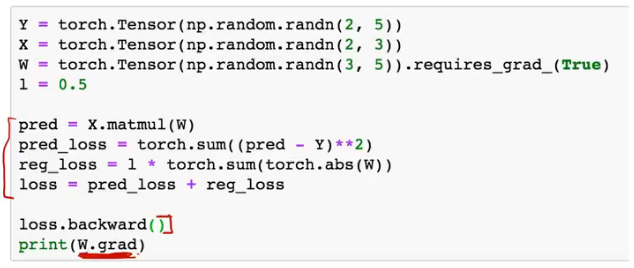 Y = torch.Tensor(np.random.randn(2, 5))
X = torch.Tensor(np.random.randn(2, 3))
W = torch.Tensor(np.random.randn(3, 5)).requires_grad_(True)
l = 0.5
pred = X.matmul(W)
pred_loss = torch.sum((pred - Y)**2)
reg_loss = l * torch.sum(torch.abs(W))
loss = pred_loss + reg_loss
loss.backward()
print(W.grad)